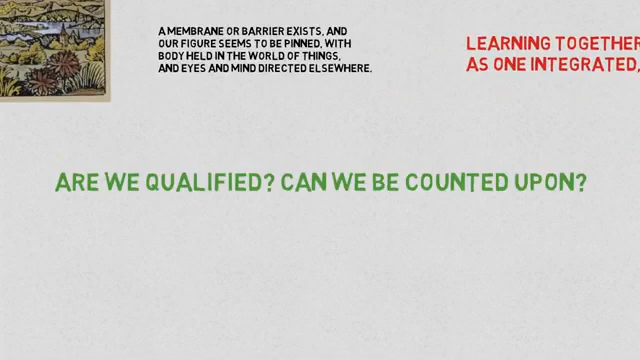 A MEMBRANE OR BARRIER EXISTS, AND
OUR FIGURE SEEMS TO BE PINNED, WITH
BODY HELD IN THE WORLD OF THINGS,
AND EYES AND MIND DIRECTED ELSEWHERE.
LEARNING TOGETHER
AS ONE INTEGRATED,
ARE WE QUALIFIED? CAN WE BE COUNTED UPON?